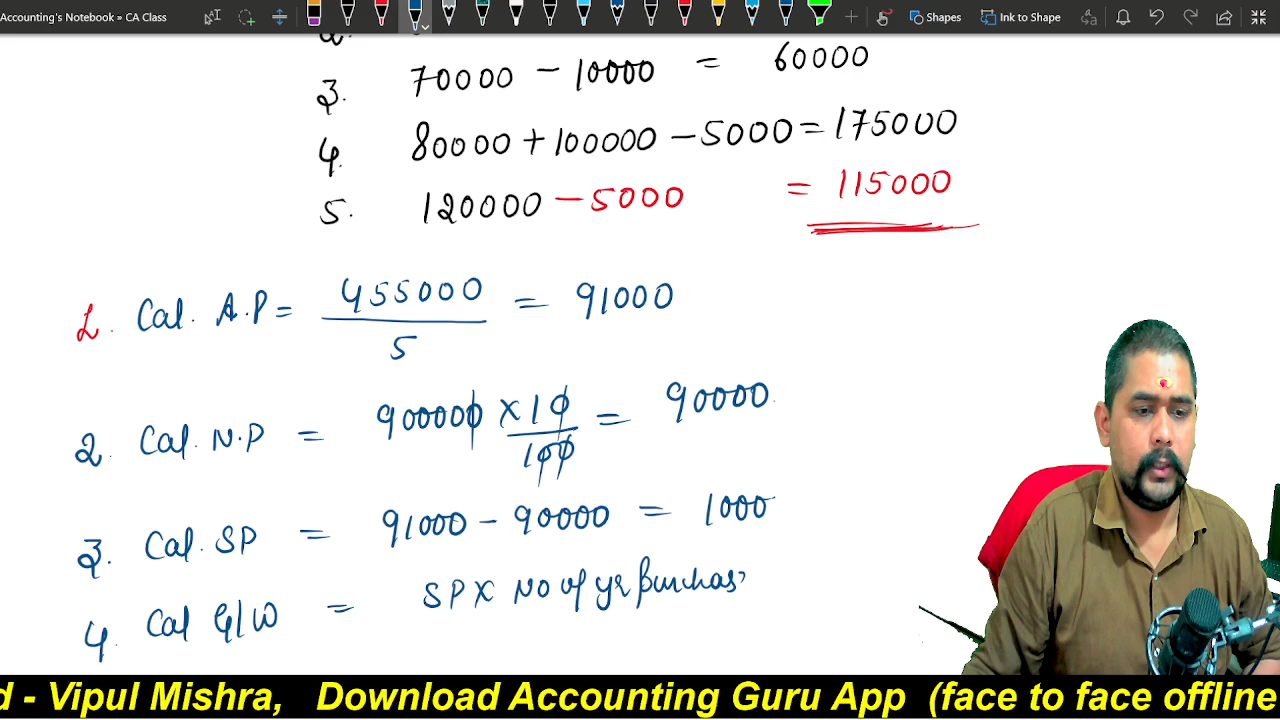 Accounting's Notebook » CA Class Shapes Ink to Shape
2.
3. 70000 - 10000 = 60000
4. 80000 + 100000 - 5000 = 175000
5. 120000 - 5000 = 115000
1. Cal. A.P = 455000 / 5 = 91000
2. Cal. N.P = 900000 x 10 / 100 = 90000
3. Cal. SP = 91000 - 90000 = 1000
4. Cal G/W = SP X No of yr purchas
d - Vipul Mishra, Download Accounting Guru App (face to face offline